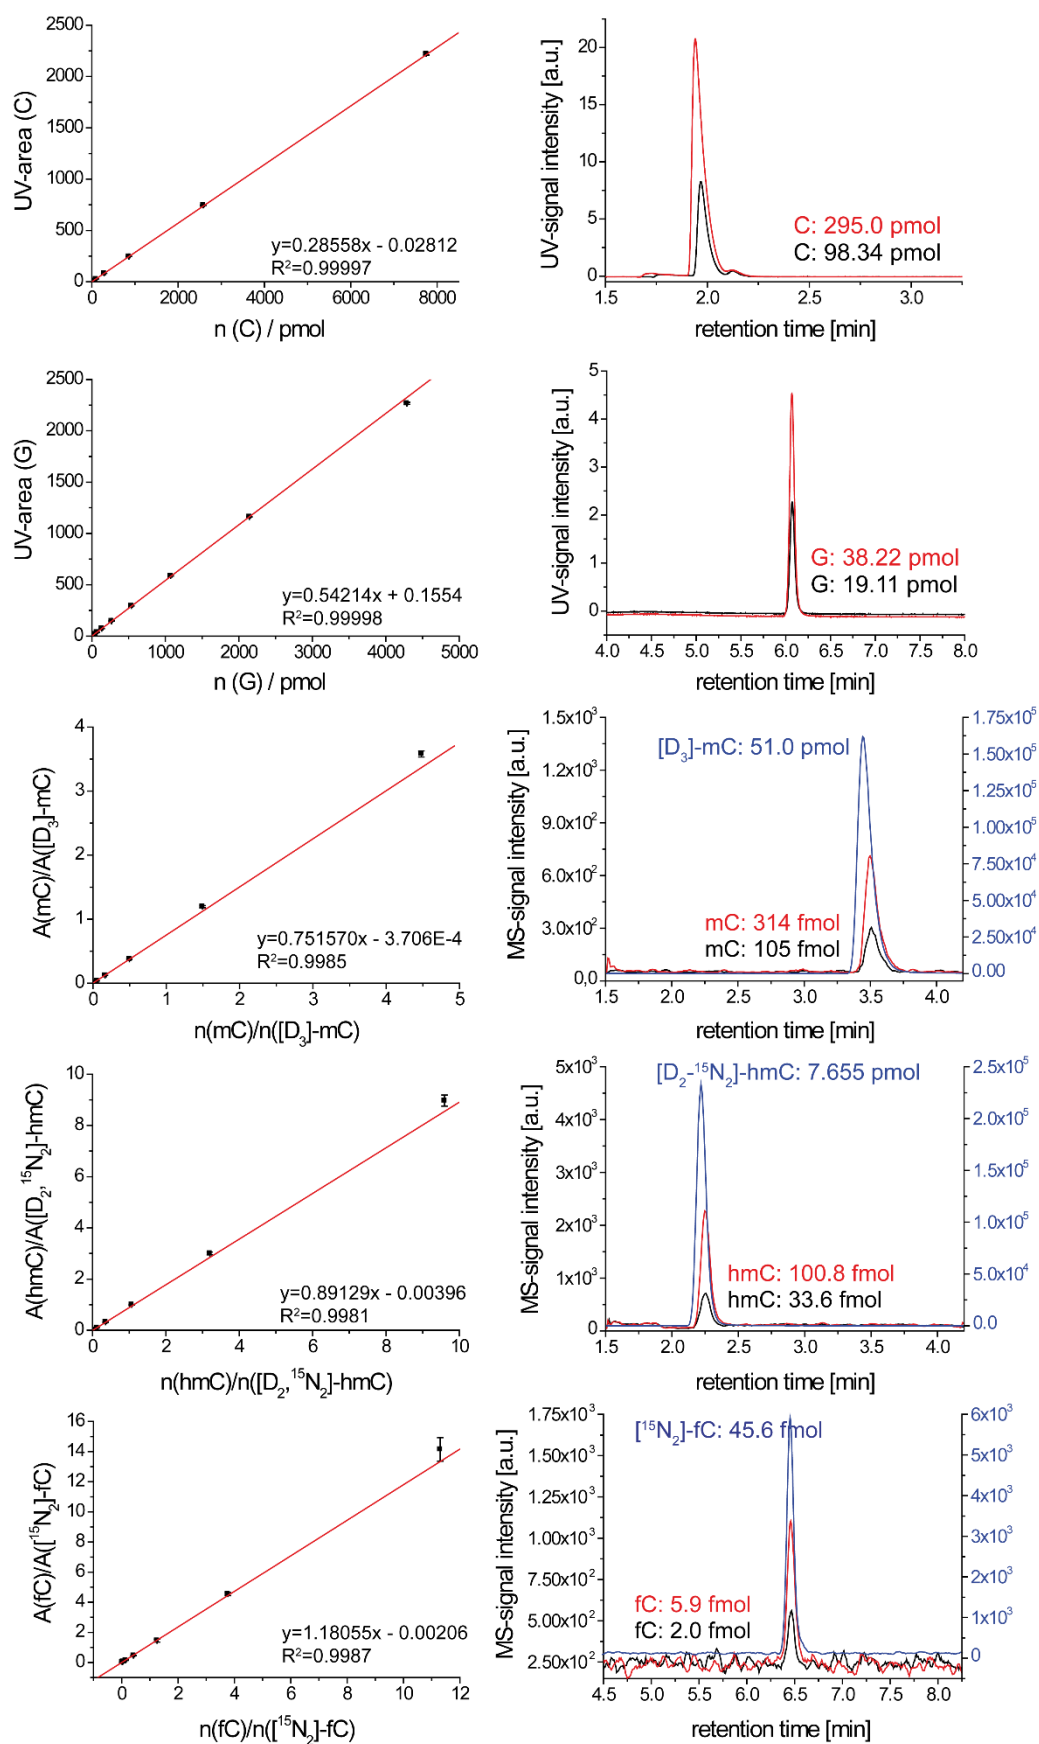 2500
2000
1500
1000
500
0
UV-area (C)
y=0.28558x - 0.02812
R²=0.99997
0 2000 4000 6000 8000
n (C) / pmol
20
15
10
5
0
UV-signal intensity [a.u.]
C: 295.0 pmol
C: 98.34 pmol
1.5 2.0 2.5 3.0
retention time [min]
2500
2000
1500
1000
500
0
UV-area (G)
y=0.54214x + 0.1554
R²=0.99998
0 1000 2000 3000 4000 5000
n (G) / pmol
5
4
3
2
1
0
UV-signal intensity [a.u.]
G: 38.22 pmol
G: 19.11 pmol
4.0 4.5 5.0 5.5 6.0 6.5 7.0 7.5 8.0
retention time [min]
4
3
2
1
0
A(mC)/A([D₃]-mC)
y=0.751570x - 3.706E-4
R²=0.9985
0 1 2 3 4 5
n(mC)/n([D₃]-mC)
1.5x10³
1.2x10³
9.0x10²
6.0x10²
3.0x10²
0,0
MS-signal intensity [a.u.]
[D₃]-mC: 51.0 pmol
mC: 314 fmol
mC: 105 fmol
1.75x10⁵
1.50x10⁵
1.25x10⁵
1.00x10⁵
7.50x10⁴
5.00x10⁴
2.50x10⁴
0.00
1.5 2.0 2.5 3.0 3.5 4.0
retention time [min]
10
8
6
4
2
0
A(hmC)/A([D₂,¹⁵N₂]-hmC)
y=0.89129x - 0.00396
R²=0.9981
0 2 4 6 8 10
n(hmC)/n([D₂,¹⁵N₂]-hmC)
5x10³
4x10³
3x10³
2x10³
1x10³
0
MS-signal intensity [a.u.]
[D₂-¹⁵N₂]-hmC: 7.655 pmol
hmC: 100.8 fmol
hmC: 33.6 fmol
2.5x10⁵
2.0x10⁵
1.5x10⁵
1.0x10⁵
5.0x10⁴
0.0
1.5 2.0 2.5 3.0 3.5 4.0
retention time [min]
16
14
12
10
8
6
4
2
0
A(fC)/A([¹⁵N₂]-fC)
y=1.18055x - 0.00206
R²=0.9987
0 2 4 6 8 10 12
n(fC)/n([¹⁵N₂]-fC)
1.75x10³
1.50x10³
1.25x10³
1.00x10³
7.50x10²
5.00x10²
2.50x10²
MS-signal intensity [a.u.]
[¹⁵N₂]-fC: 45.6 fmol
fC: 5.9 fmol
fC: 2.0 fmol
6x10³
5x10³
4x10³
3x10³
2x10³
1x10³
0
4.5 5.0 5.5 6.0 6.5 7.0 7.5 8.0
retention time [min]